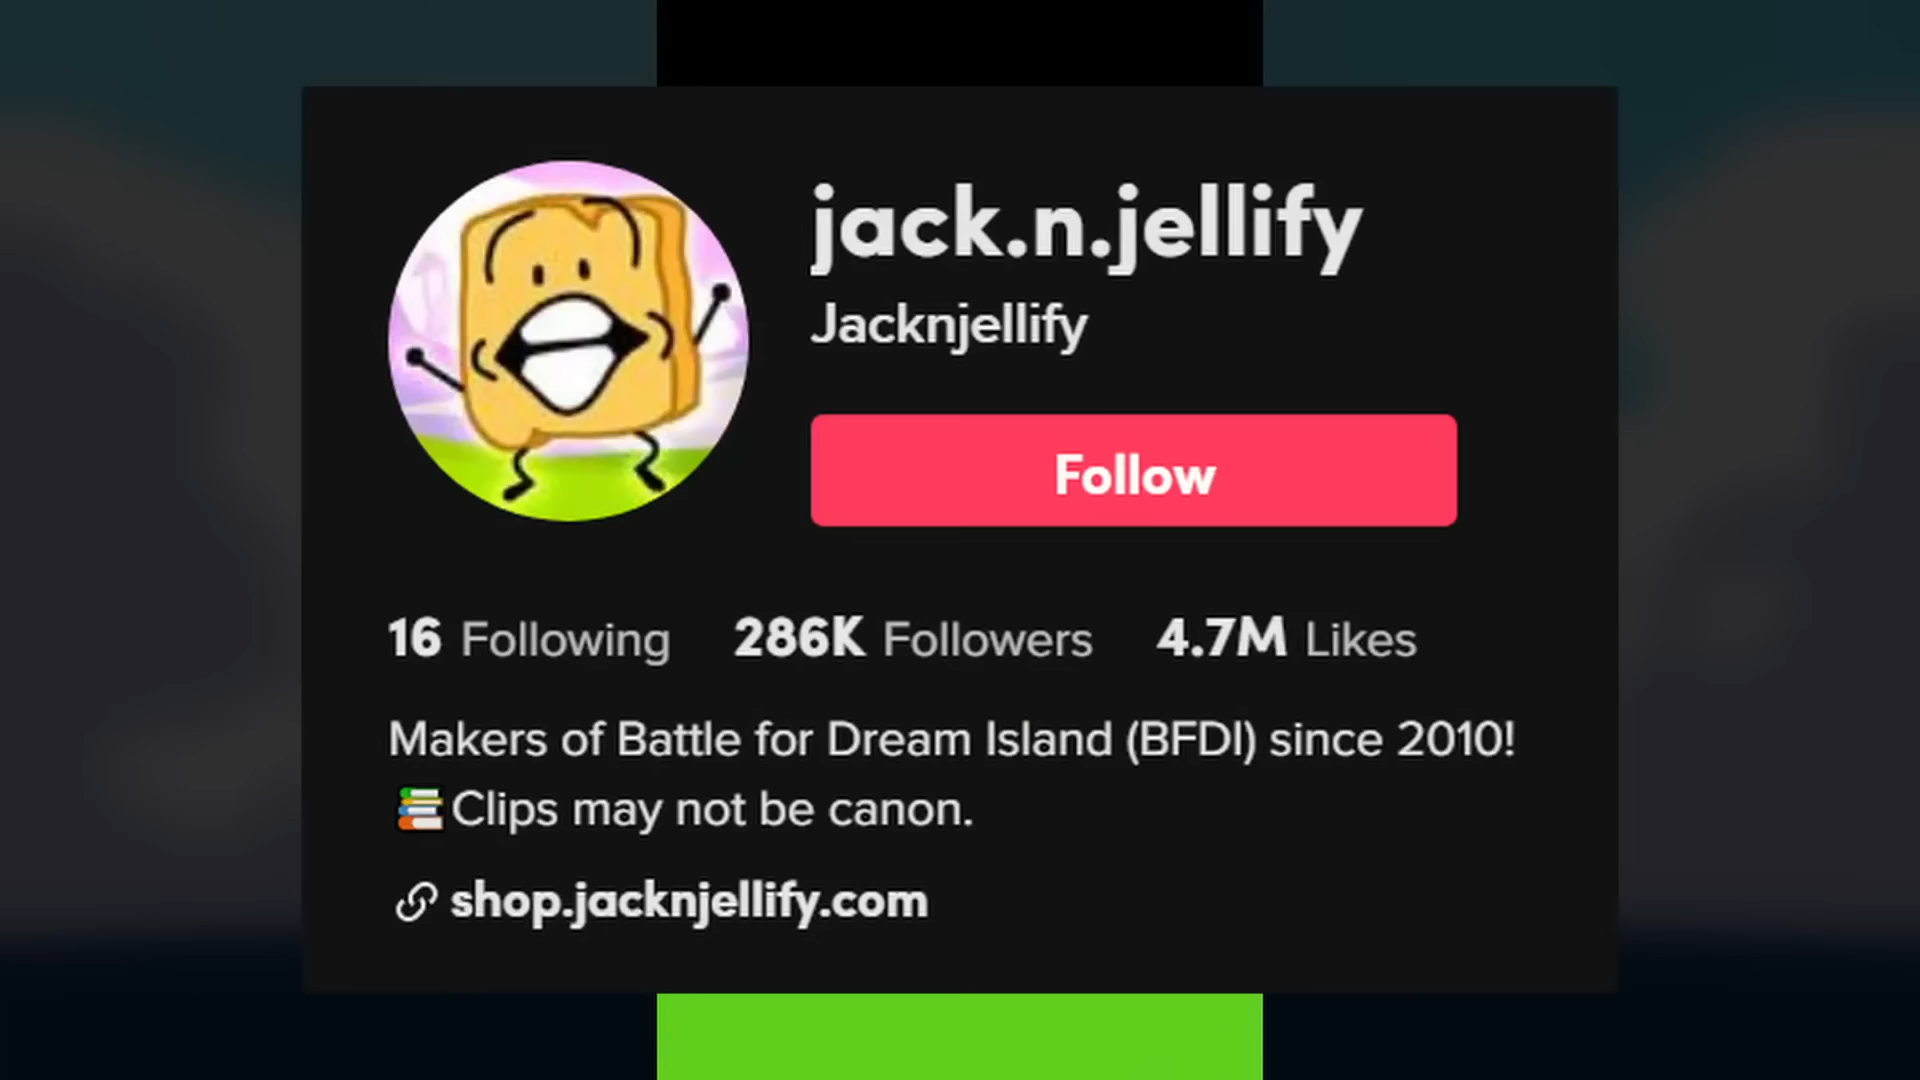 jack.n.jellify
Jacknjellify
Follow
16 Following 286K Followers 4.7M Likes
Makers of Battle for Dream Island (BFDI) since 2010!
📚Clips may not be canon.
shop.jacknjellify.com